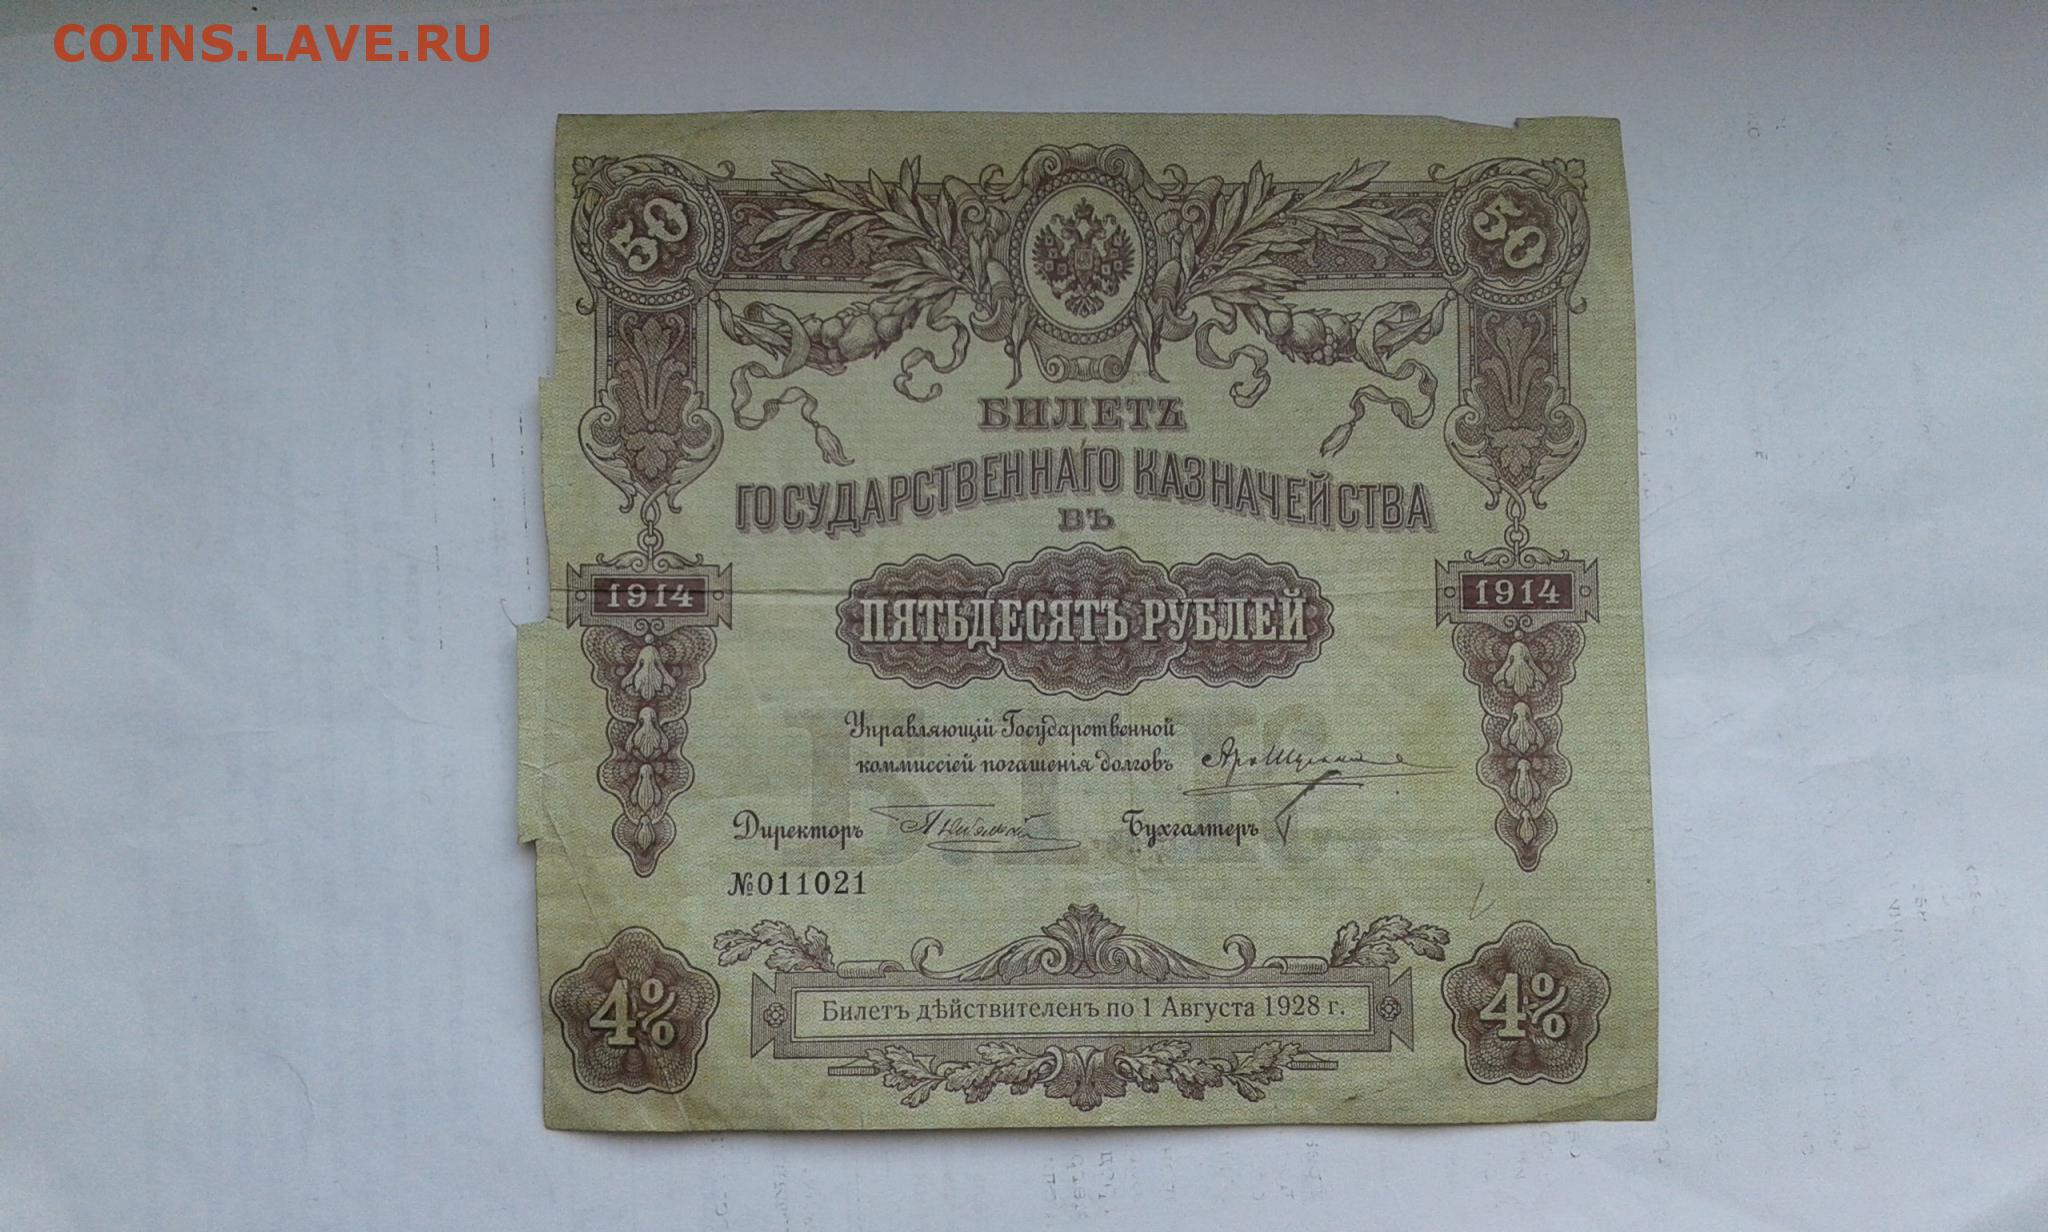 COINS.LAVE.RU
50 50
БИЛЕТЪ
ГОСУДАРСТВЕННАГО КАЗНАЧЕЙСТВА
ВЪ
1914 1914
ПЯТЬДЕСЯТЪ РУБЛЕЙ
Управляющій Государственной
коммиссіей погашенія долговъ
Директоръ Бухгалтеръ
№011021
4% 4%
Билетъ дѣйствителенъ по 1 Августа 1928 г.